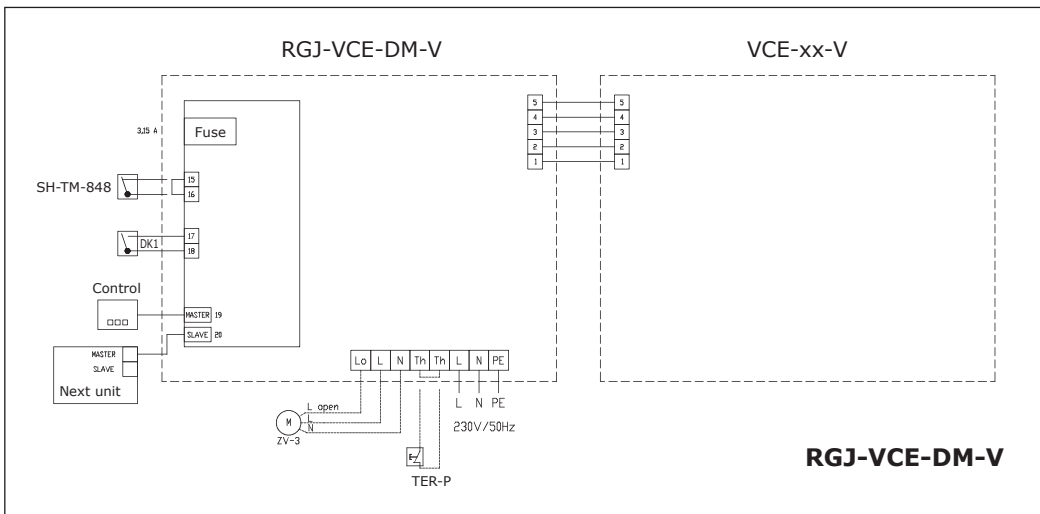 RGJ-VCE-DM-V
VCE-xx-V
3,15 A
Fuse
5 5
4 4
3 3
2 2
1 1
SH-TM-848
15
16
DK1
17
18
Control
MASTER 19
SLAVE 20
MASTER
SLAVE
Next unit
Lo L N Th Th L N PE
L open
L
N
M
ZV-3
L N PE
230V/50Hz
TER-P
RGJ-VCE-DM-V